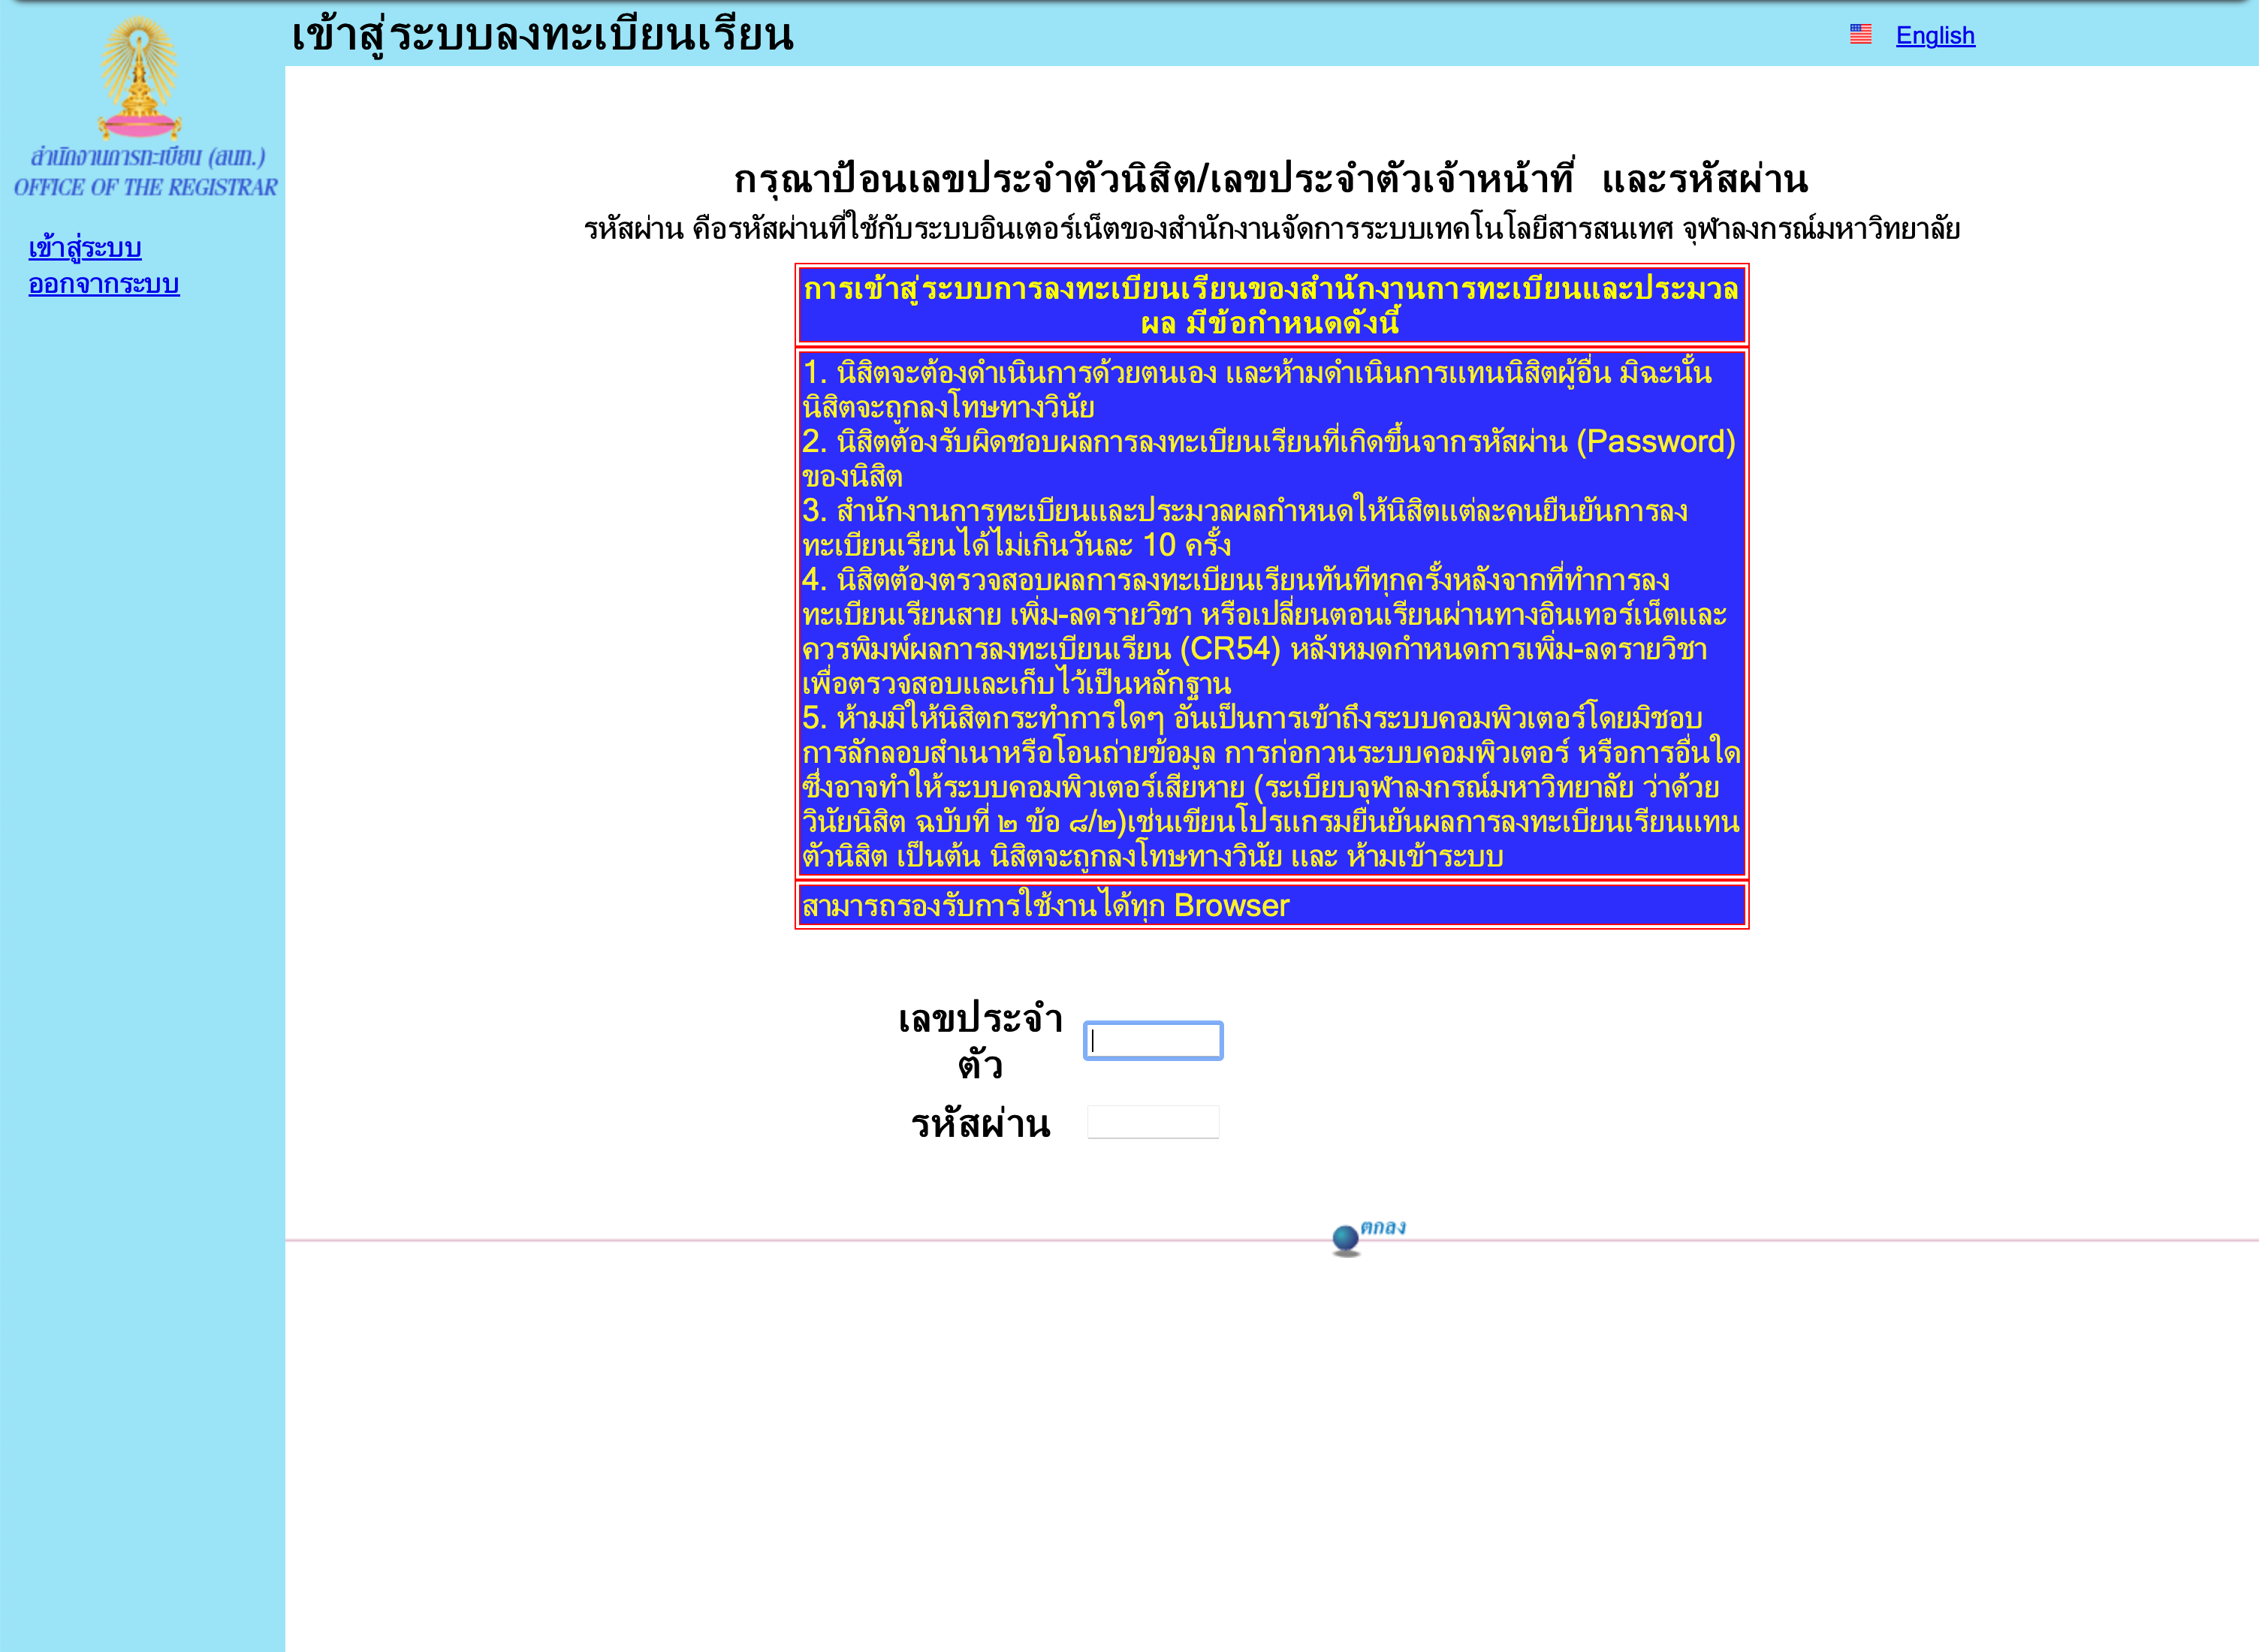 เข้าสู่ระบบลงทะเบียนเรียน
English
สำนักงานการทะเบียน (สนท.)
OFFICE OF THE REGISTRAR
เข้าสู่ระบบ
ออกจากระบบ
กรุณาป้อนเลขประจำตัวนิสิต/เลขประจำตัวเจ้าหน้าที่ และรหัสผ่าน
รหัสผ่าน คือรหัสผ่านที่ใช้กับระบบอินเตอร์เน็ตของสำนักงานจัดการระบบเทคโนโลยีสารสนเทศ จุฬาลงกรณ์มหาวิทยาลัย
การเข้าสู่ระบบการลงทะเบียนเรียนของสำนักงานการทะเบียนและประมวล
ผล มีข้อกำหนดดังนี้
1. นิสิตจะต้องดำเนินการด้วยตนเอง และห้ามดำเนินการแทนนิสิตผู้อื่น มิฉะนั้น
นิสิตจะถูกลงโทษทางวินัย
2. นิสิตต้องรับผิดชอบผลการลงทะเบียนเรียนที่เกิดขึ้นจากรหัสผ่าน (Password)
ของนิสิต
3. สำนักงานการทะเบียนและประมวลผลกำหนดให้นิสิตแต่ละคนยืนยันการลง
ทะเบียนเรียนได้ไม่เกินวันละ 10 ครั้ง
4. นิสิตต้องตรวจสอบผลการลงทะเบียนเรียนทันทีทุกครั้งหลังจากที่ทำการลง
ทะเบียนเรียนสาย เพิ่ม-ลดรายวิชา หรือเปลี่ยนตอนเรียนผ่านทางอินเทอร์เน็ตและ
ควรพิมพ์ผลการลงทะเบียนเรียน (CR54) หลังหมดกำหนดการเพิ่ม-ลดรายวิชา
เพื่อตรวจสอบและเก็บไว้เป็นหลักฐาน
5. ห้ามมิให้นิสิตกระทำการใดๆ อันเป็นการเข้าถึงระบบคอมพิวเตอร์โดยมิชอบ
การลักลอบสำเนาหรือโอนถ่ายข้อมูล การก่อกวนระบบคอมพิวเตอร์ หรือการอื่นใด
ซึ่งอาจทำให้ระบบคอมพิวเตอร์เสียหาย (ระเบียบจุฬาลงกรณ์มหาวิทยาลัย ว่าด้วย
วินัยนิสิต ฉบับที่ ๒ ข้อ ๘/๒)เช่นเขียนโปรแกรมยืนยันผลการลงทะเบียนเรียนแทน
ตัวนิสิต เป็นต้น นิสิตจะถูกลงโทษทางวินัย และ ห้ามเข้าระบบ
สามารถรองรับการใช้งานได้ทุก Browser
เลขประจำ
ตัว
รหัสผ่าน
ตกลง